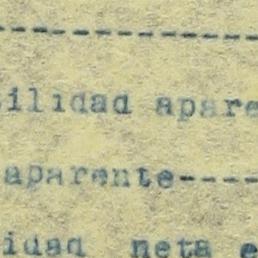 --------------
ilidad apare
aparente----
idad neta e